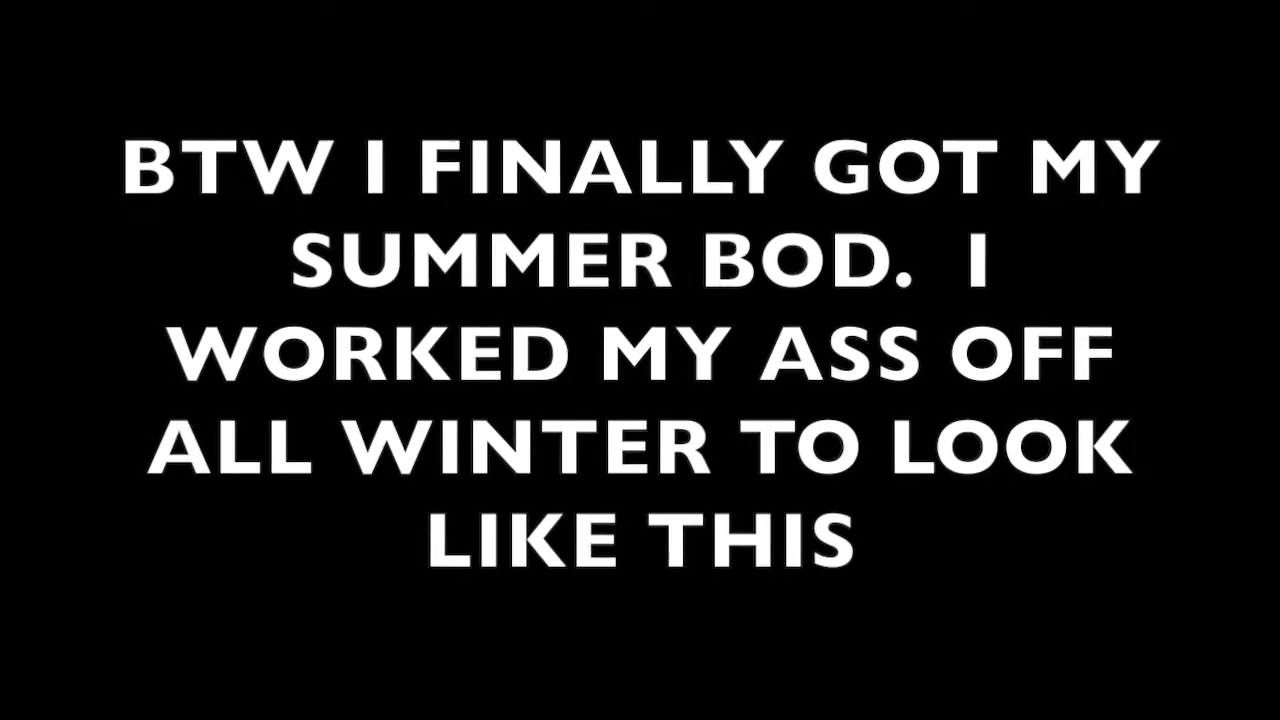 BTW I FINALLY GOT MY
SUMMER BOD.  I
WORKED MY ASS OFF
ALL WINTER TO LOOK
LIKE THIS